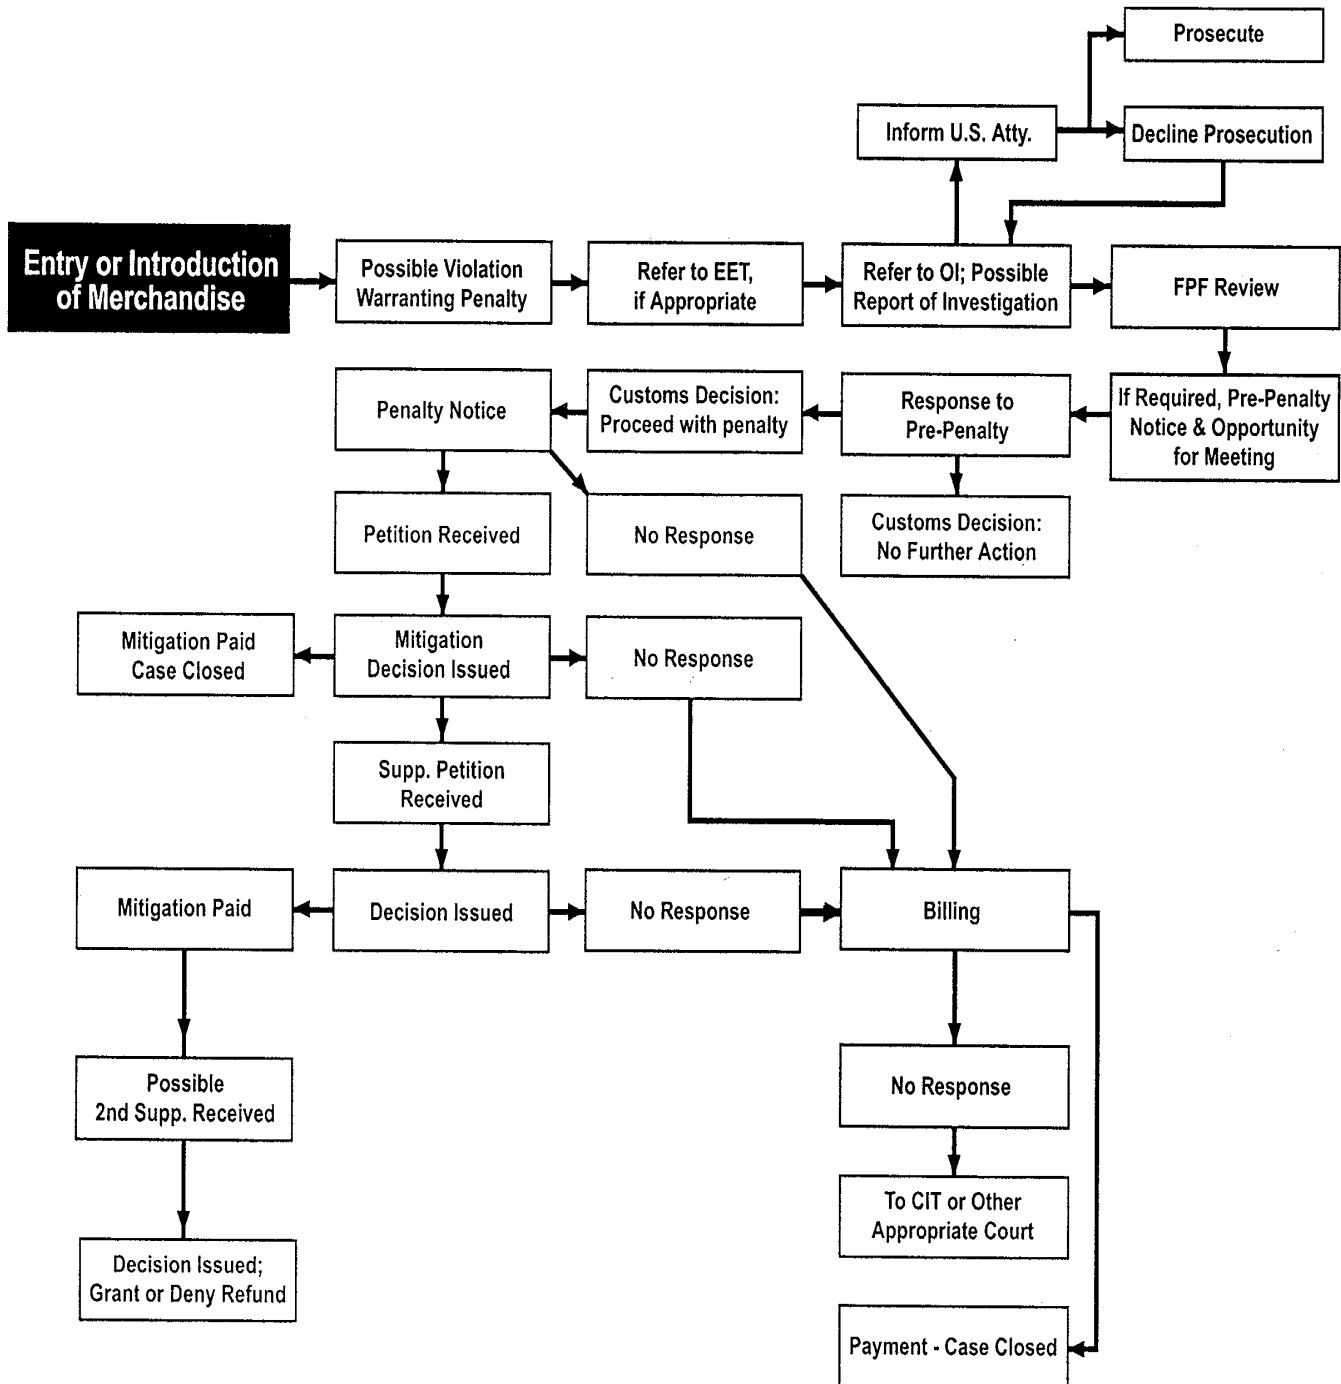 Prosecute
Inform U.S. Atty.
Decline Prosecution
Entry or Introduction
of Merchandise
Possible Violation
Warranting Penalty
Refer to EET,
if Appropriate
Refer to OI; Possible
Report of Investigation
FPF Review
Penalty Notice
Customs Decision:
Proceed with penalty
Response to
Pre-Penalty
If Required, Pre-Penalty
Notice & Opportunity
for Meeting
Petition Received
No Response
Customs Decision:
No Further Action
Mitigation Paid
Case Closed
Mitigation
Decision Issued
No Response
Supp. Petition
Received
Mitigation Paid
Decision Issued
No Response
Billing
Possible
2nd Supp. Received
No Response
To CIT or Other
Appropriate Court
Decision Issued;
Grant or Deny Refund
Payment - Case Closed